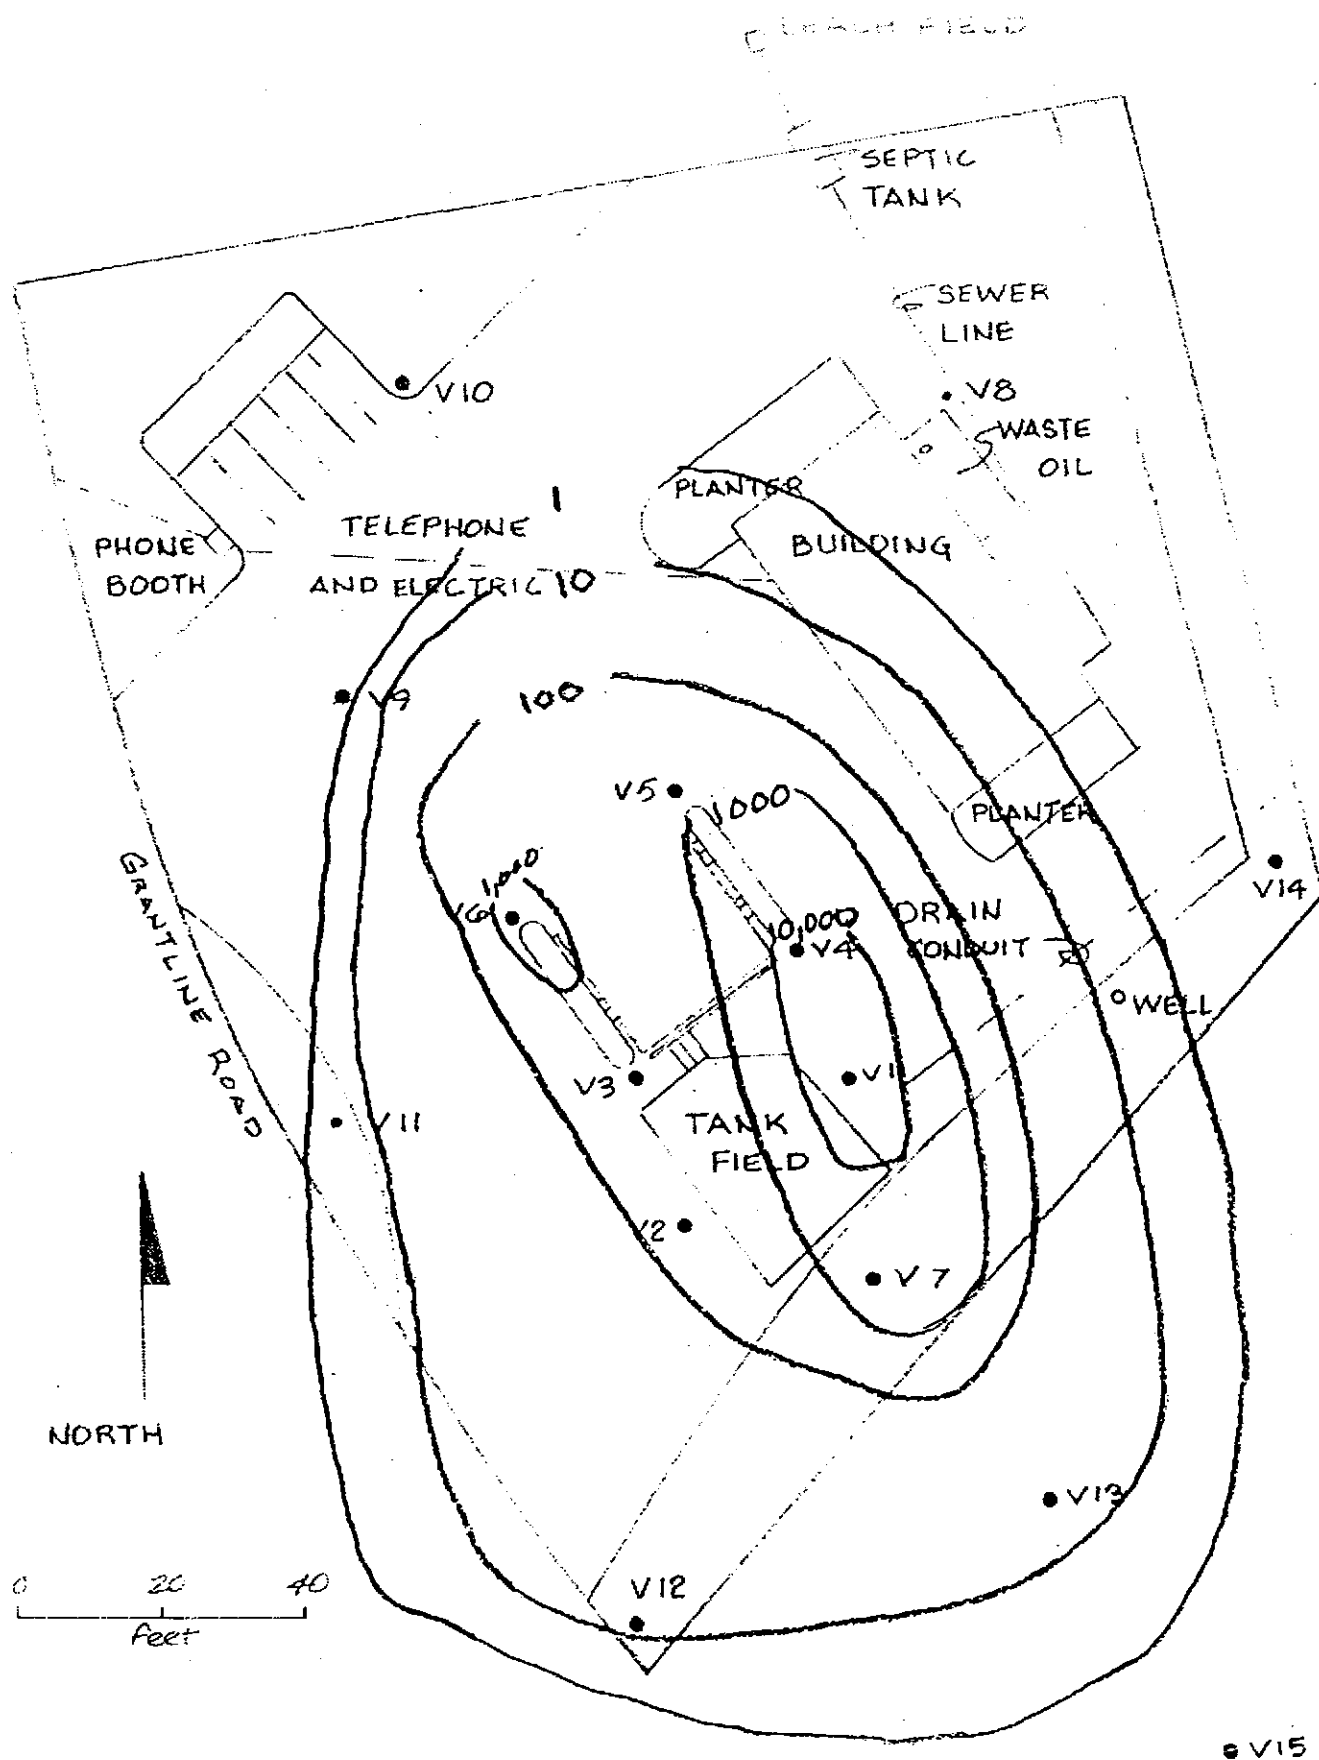 LEACH FIELD
SEPTIC
TANK
SEWER
LINE
V10
V8
WASTE
OIL
PLANTER
1
TELEPHONE
PHONE
BOOTH
BUILDING
AND ELECTRIC 10
V9
100
V5
1000
PLANTER
V14
GRANTLINE ROAD
1,000
V6
10,000
DRAIN
CONDUIT
V4
WELL
V3
V1
V11
TANK
FIELD
V2
V7
NORTH
V13
0 20 40
feet
V12
V15